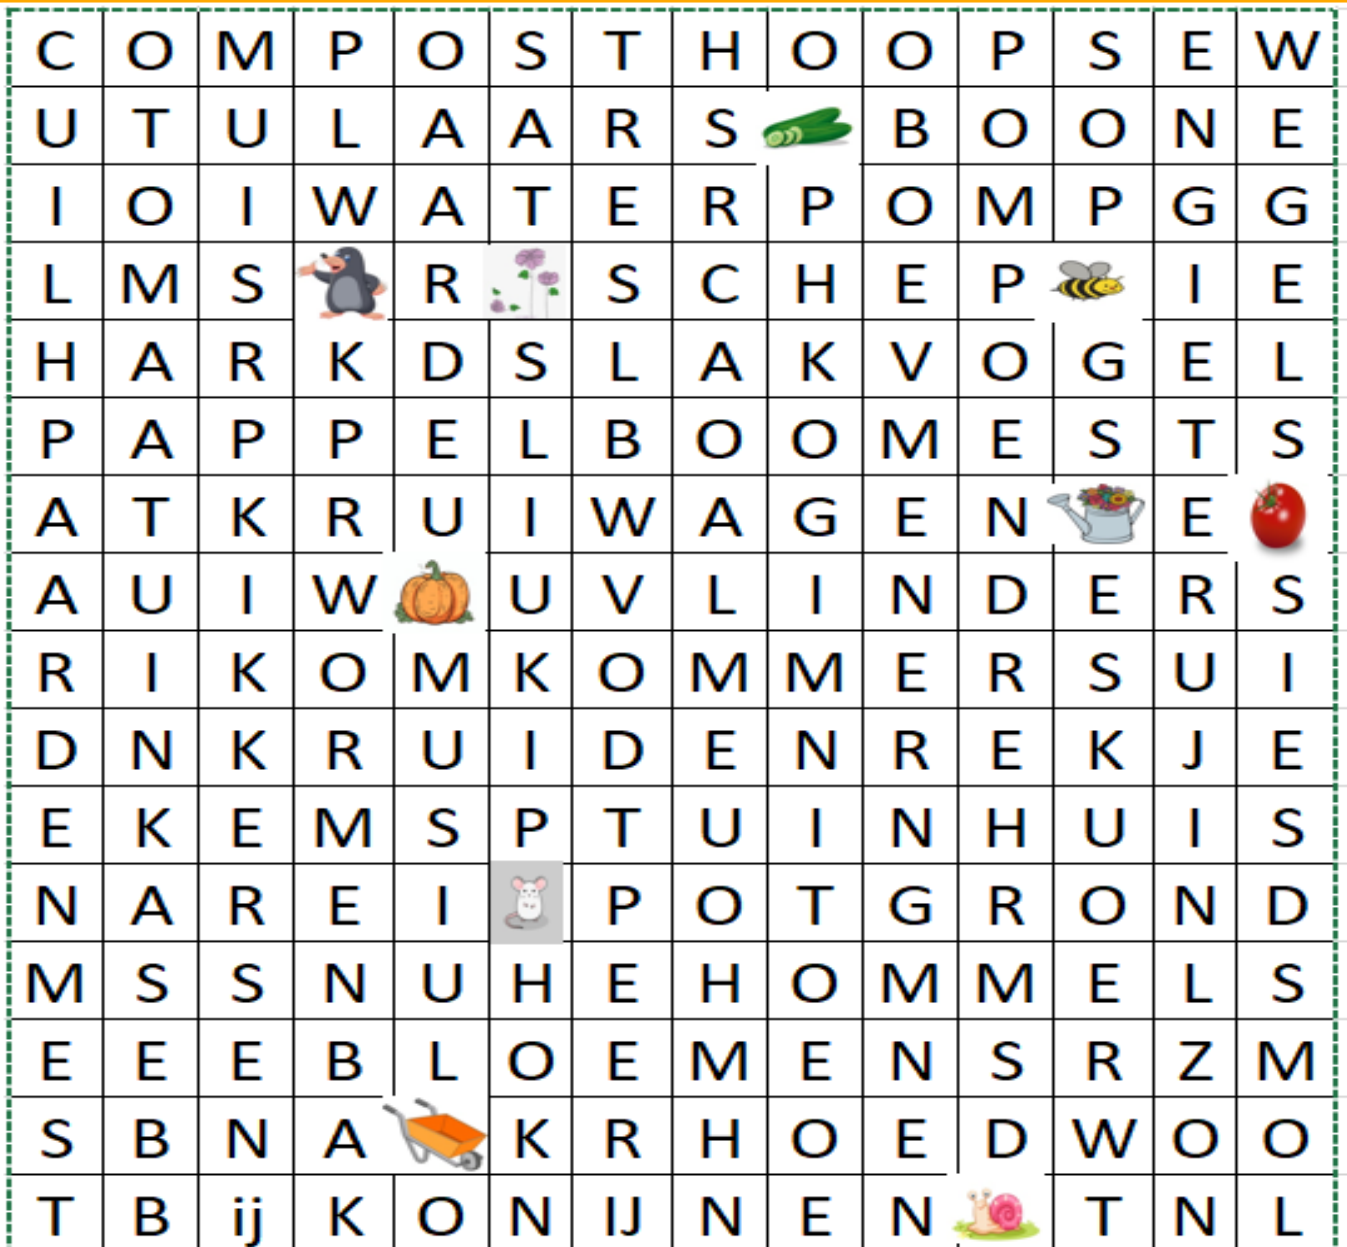 C O M P O S T H O O P S E W
U T U L A A R S B O O N E
I O I W A T E R P O M P G G
L M S R S C H E P I E
H A R K D S L A K V O G E L
P A P P E L B O O M E S T S
A T K R U I W A G E N E
A U I W U V L I N D E R S
R I K O M K O M M E R S U I
D N K R U I D E N R E K J E
E K E M S P T U I N H U I S
N A R E I P O T G R O N D
M S S N U H E H O M M E L S
E E E B L O E M E N S R Z M
S B N A K R H O E D W O O
T B ij K O N IJ N E N T N L